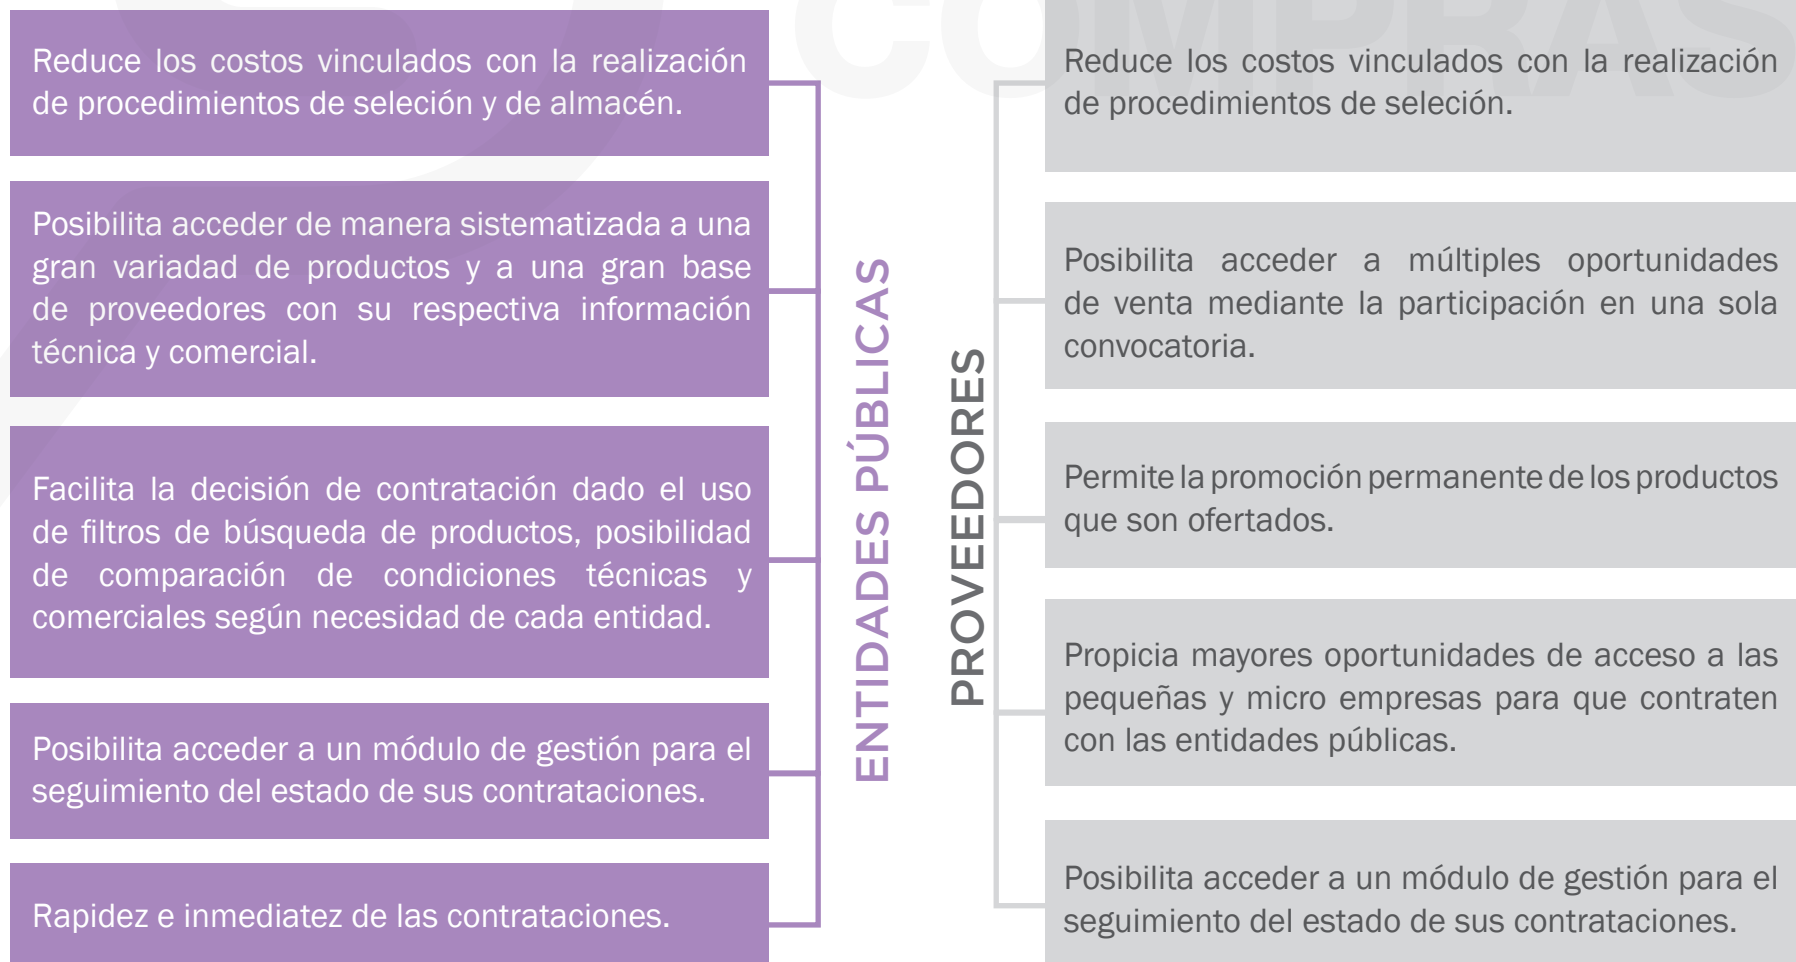 COMPRAS
Reduce los costos vinculados con la realización
de procedimientos de seleción y de almacén.
Posibilita acceder de manera sistematizada a una
gran variadad de productos y a una gran base
de proveedores con su respectiva información
técnica y comercial.
Facilita la decisión de contratación dado el uso
de filtros de búsqueda de productos, posibilidad
de comparación de condiciones técnicas y
comerciales según necesidad de cada entidad.
Posibilita acceder a un módulo de gestión para el
seguimiento del estado de sus contrataciones.
Rapidez e inmediatez de las contrataciones.
ENTIDADES PÚBLICAS
PROVEEDORES
Reduce los costos vinculados con la realización
de procedimientos de seleción.
Posibilita acceder a múltiples oportunidades
de venta mediante la participación en una sola
convocatoria.
Permite la promoción permanente de los productos
que son ofertados.
Propicia mayores oportunidades de acceso a las
pequeñas y micro empresas para que contraten
con las entidades públicas.
Posibilita acceder a un módulo de gestión para el
seguimiento del estado de sus contrataciones.